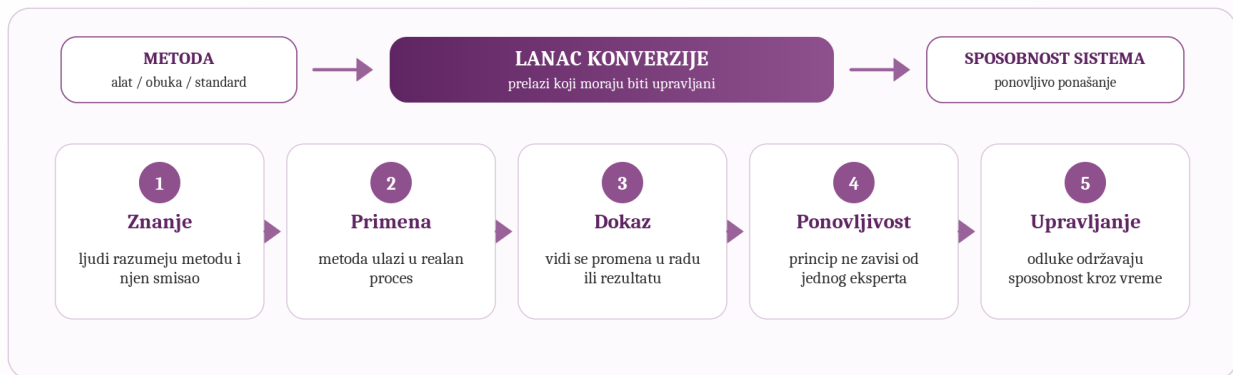 METODA
alat / obuka / standard
LANAC KONVERZIJE
prelazi koji moraju biti upravljani
SPOSOBNOST SISTEMA
ponovljivo ponašanje
1
Znanje
ljudi razumeju metodu i
njen smisao
2
Primena
metoda ulazi u realan
proces
3
Dokaz
vidi se promena u radu
ili rezultatu
4
Ponovljivost
princip ne zavisi od
jednog eksperta
5
Upravljanje
odluke održavaju
sposobnost kroz vreme